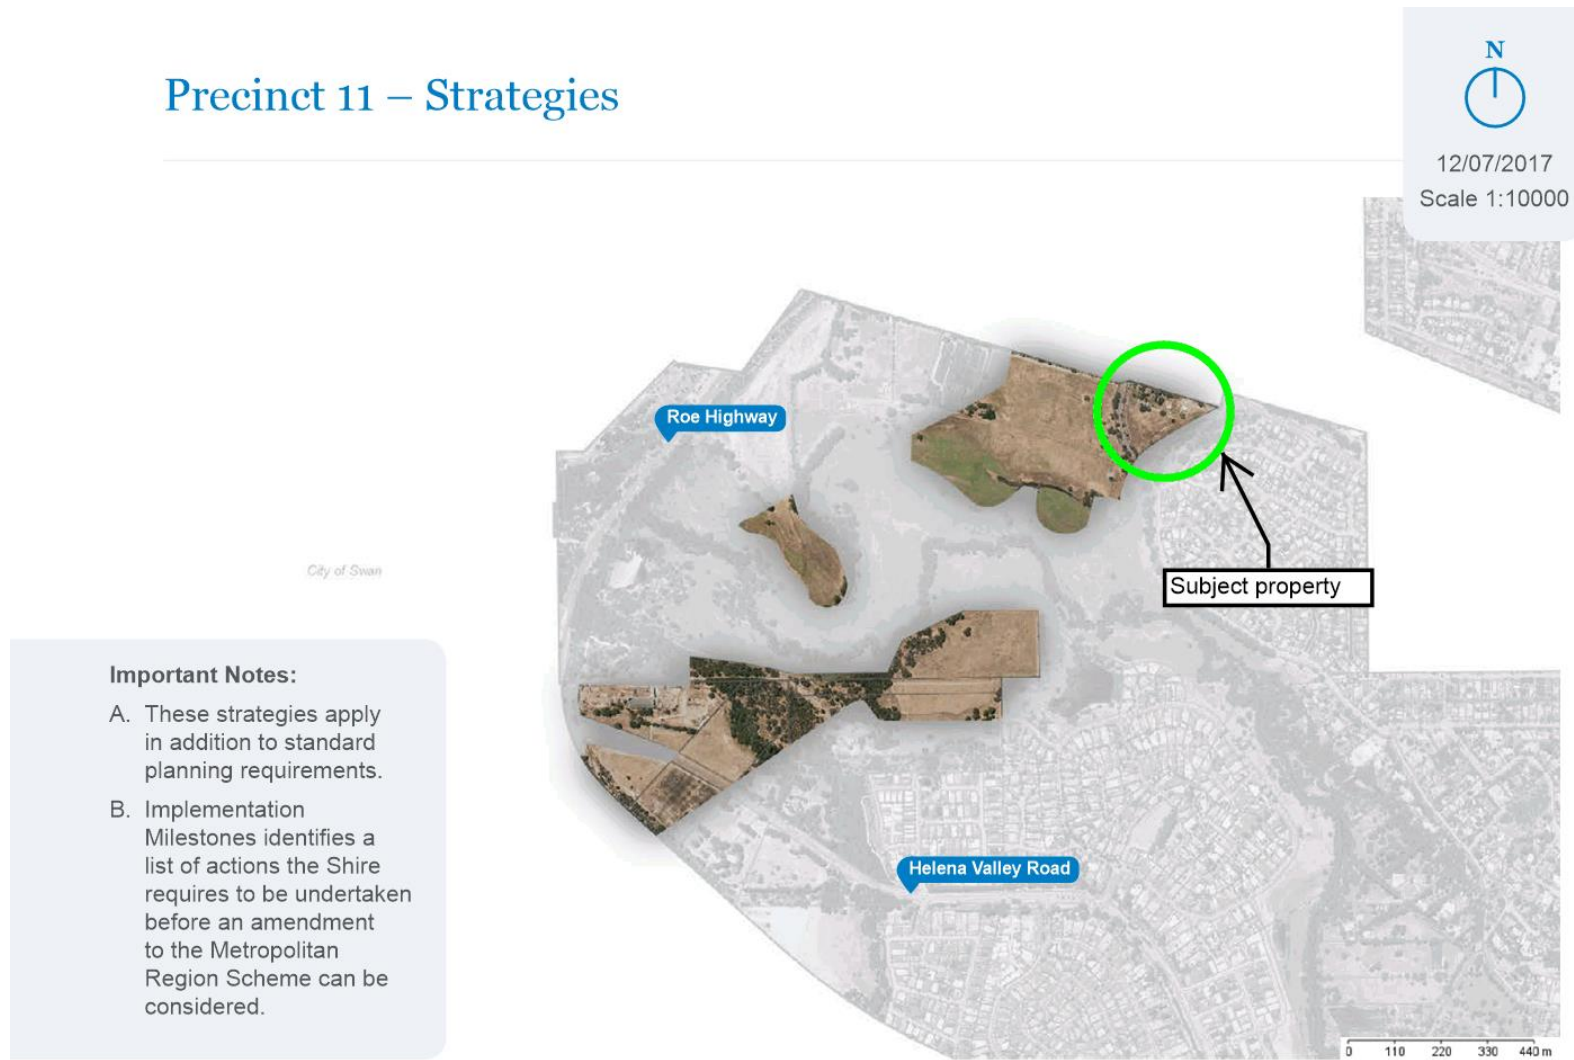 Precinct 11 – Strategies
N
12/07/2017
Scale 1:10000
Roe Highway
City of Swan
Subject property
Important Notes:
A. These strategies apply
in addition to standard
planning requirements.
B. Implementation
Milestones identifies a
list of actions the Shire
requires to be undertaken
before an amendment
to the Metropolitan
Region Scheme can be
considered.
Helena Valley Road
0 110 220 330 440 m